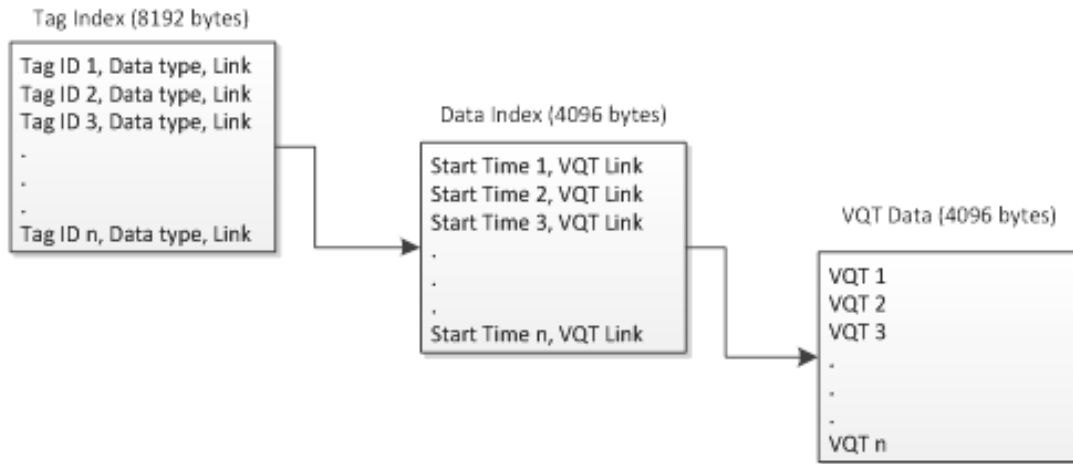 Tag Index (8192 bytes)
Tag ID 1, Data type, Link
Tag ID 2, Data type, Link
Tag ID 3, Data type, Link
.
.
.
Tag ID n, Data type, Link
Data Index (4096 bytes)
Start Time 1, VQT Link
Start Time 2, VQT Link
Start Time 3, VQT Link
.
.
.
Start Time n, VQT Link
VQT Data (4096 bytes)
VQT 1
VQT 2
VQT 3
.
.
.
VQT n